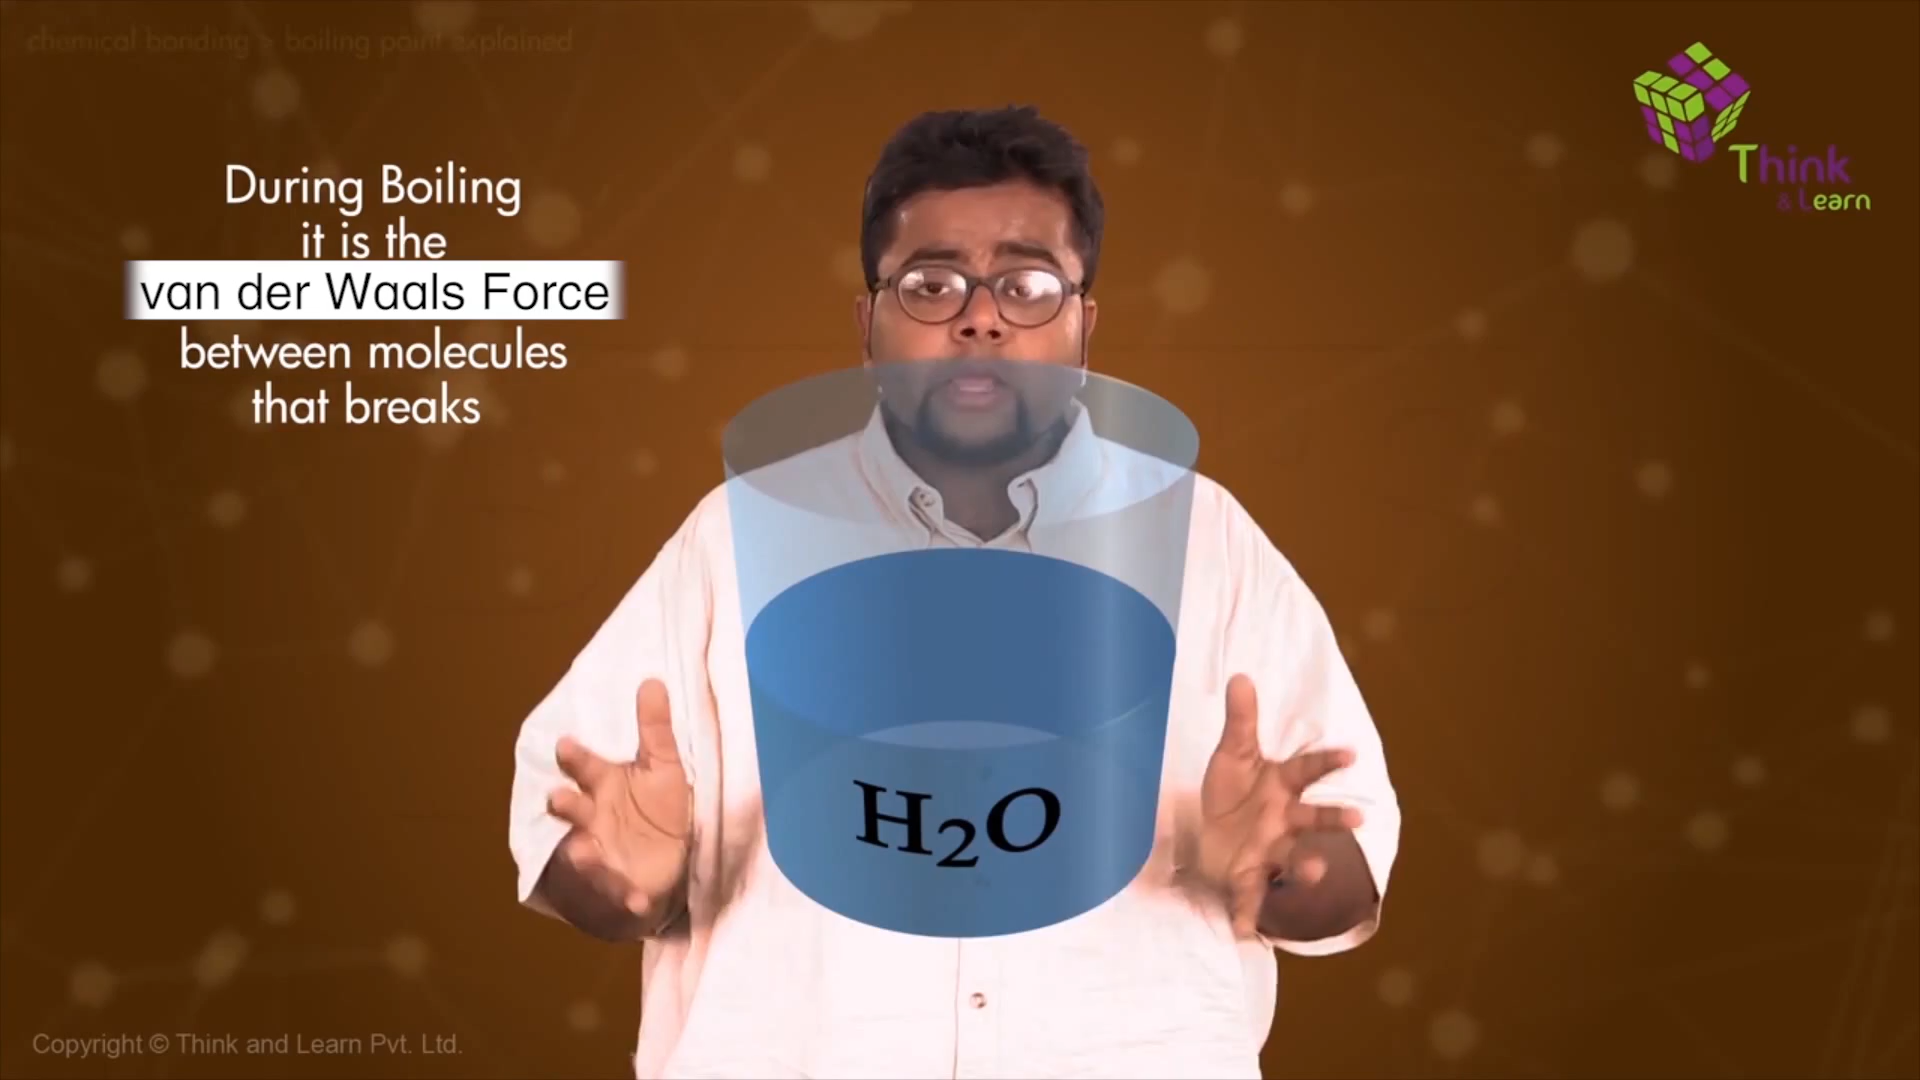 chemical bonding > boiling point explained
Think
& Learn
During Boiling
it is the
van der Waals Force
between molecules
that breaks
H2O
Copyright © Think and Learn Pvt. Ltd.